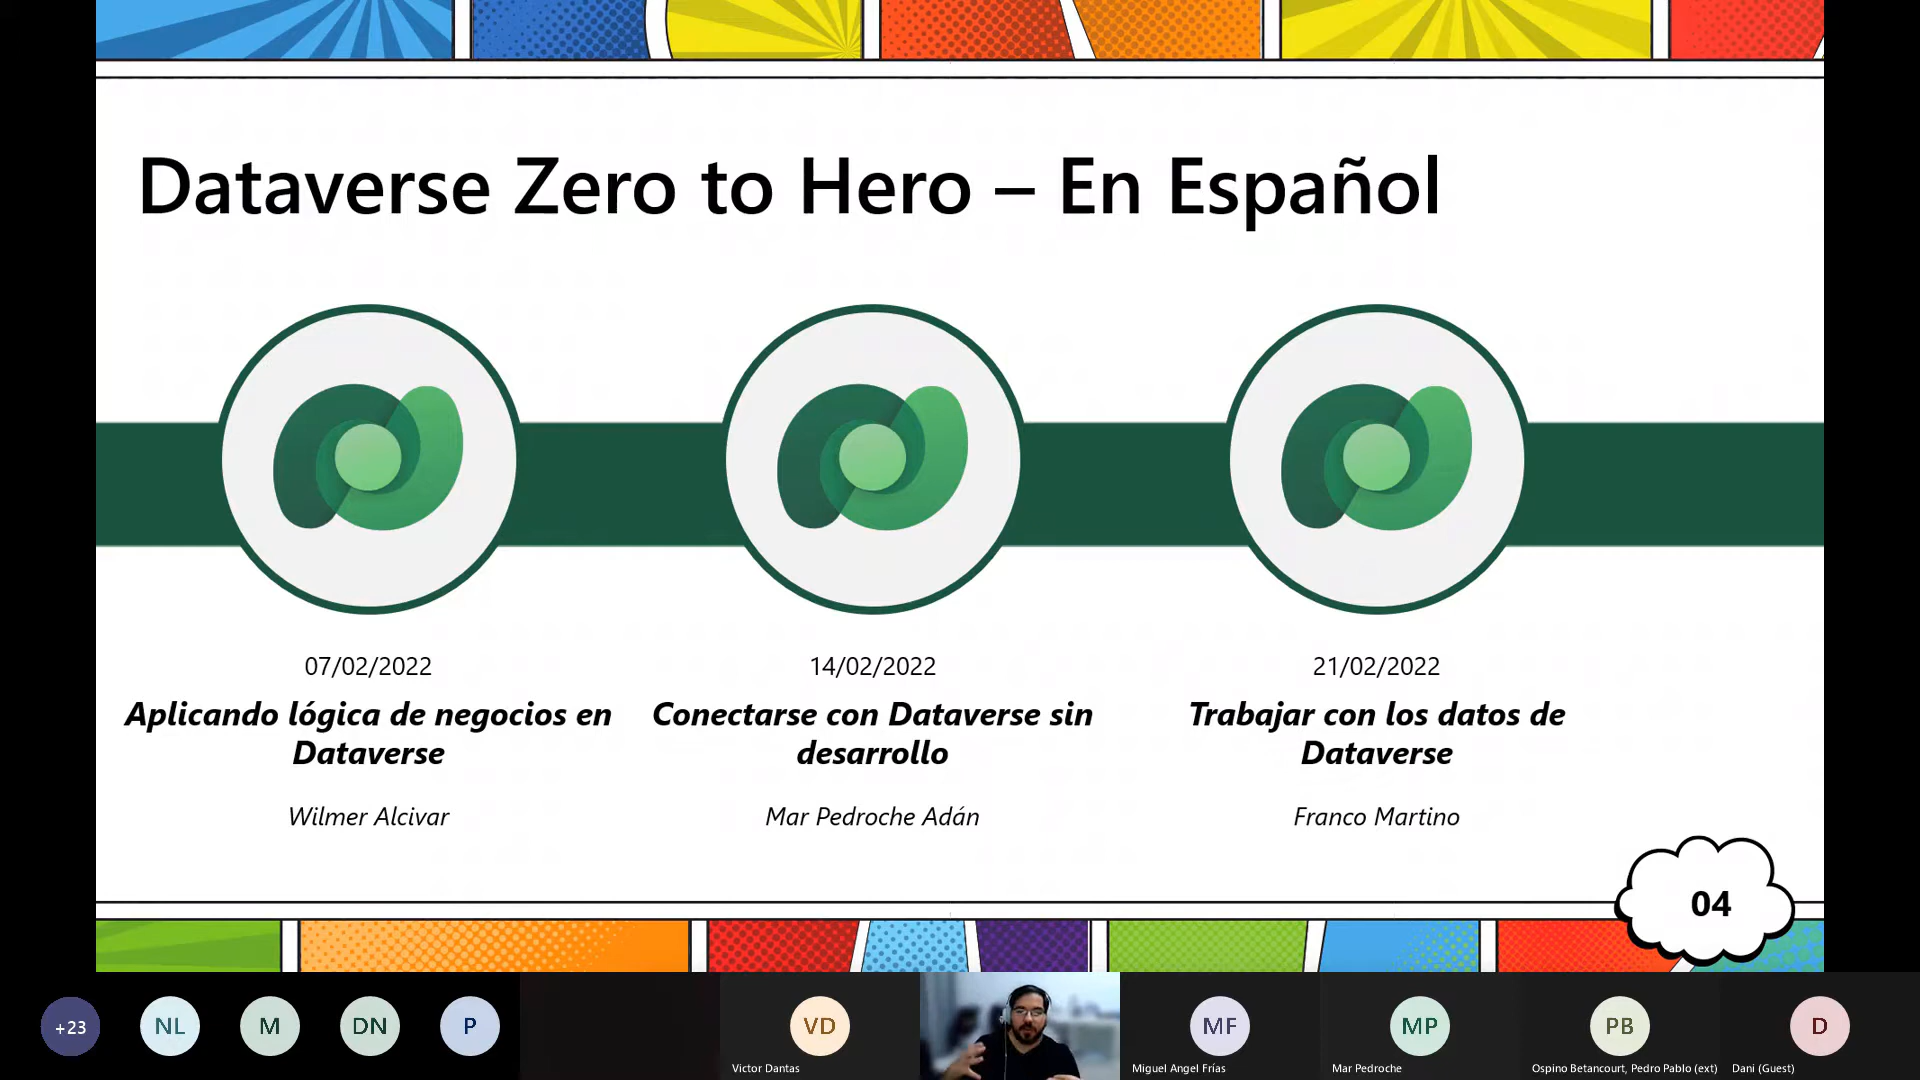 Dataverse Zero to Hero – En Español
07/02/2022
Aplicando lógica de negocios en
Dataverse
Wilmer Alcivar
14/02/2022
Conectarse con Dataverse sin
desarrollo
Mar Pedroche Adán
21/02/2022
Trabajar con los datos de
Dataverse
Franco Martino
04
+23
NL
M
DN
P
VD
Victor Dantas
MF
Miguel Angel Frías
MP
Mar Pedroche
PB
Ospino Betancourt, Pedro Pablo (ext)
D
Dani (Guest)